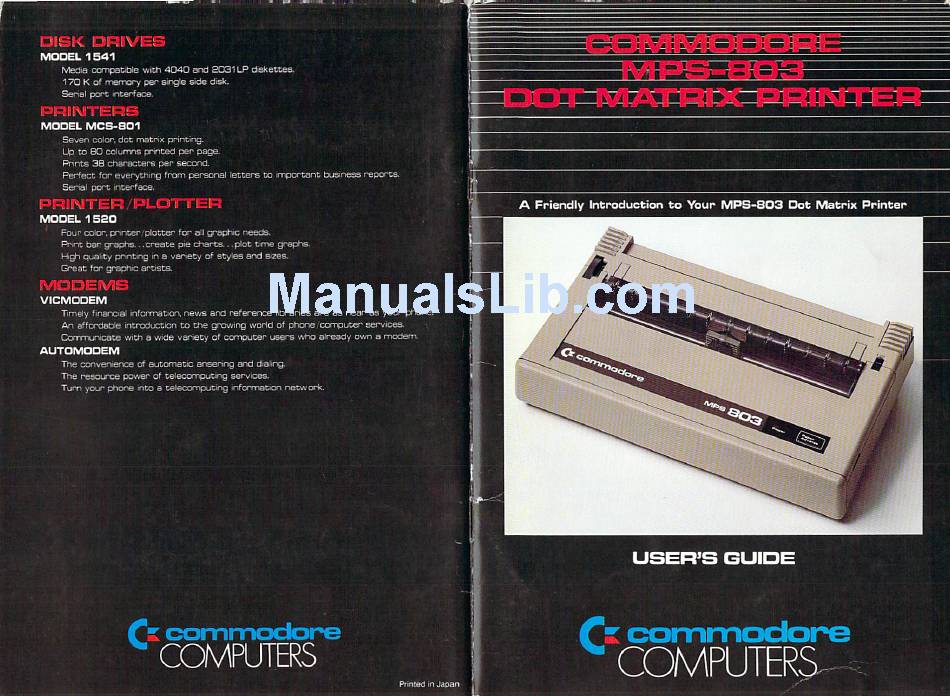 DISK DRIVES
MODEL 1541
Media compatible with 4040 and 2031LP diskettes.
170 K of memory per single side disk.
Serial port interface.
PRINTERS
MODEL MCS-801
Seven color, dot matrix printing.
Up to 80 columns printed per page.
Prints 38 characters per second.
Perfect for everything from personal letters to important business reports.
Serial port interface.
PRINTER/PLOTTER
MODEL 1520
Four color, printer/plotter for all graphic needs.
Print bar graphs...create pie charts...plot time graphs.
High quality printing in a variety of styles and sizes.
Great for graphic artists.
MODEMS
VICMODEM
Timely financial information, news and reference libraries are as near as your phone.
An affordable introduction to the growing world of phone/computer services.
Communicate with a wide variety of computer users who already own a modem.
AUTOMODEM
The convenience of automatic ansering and dialing.
The resource power of telecomputing services.
Turn your phone into a telecomputing information network.
commodore
COMPUTERS
Printed in Japan
ManualsLib.com
COMMODORE
MPS-803
DOT MATRIX PRINTER
A Friendly Introduction to Your MPS-803 Dot Matrix Printer
commodore
MPS 803
USER'S GUIDE
commodore
COMPUTERS